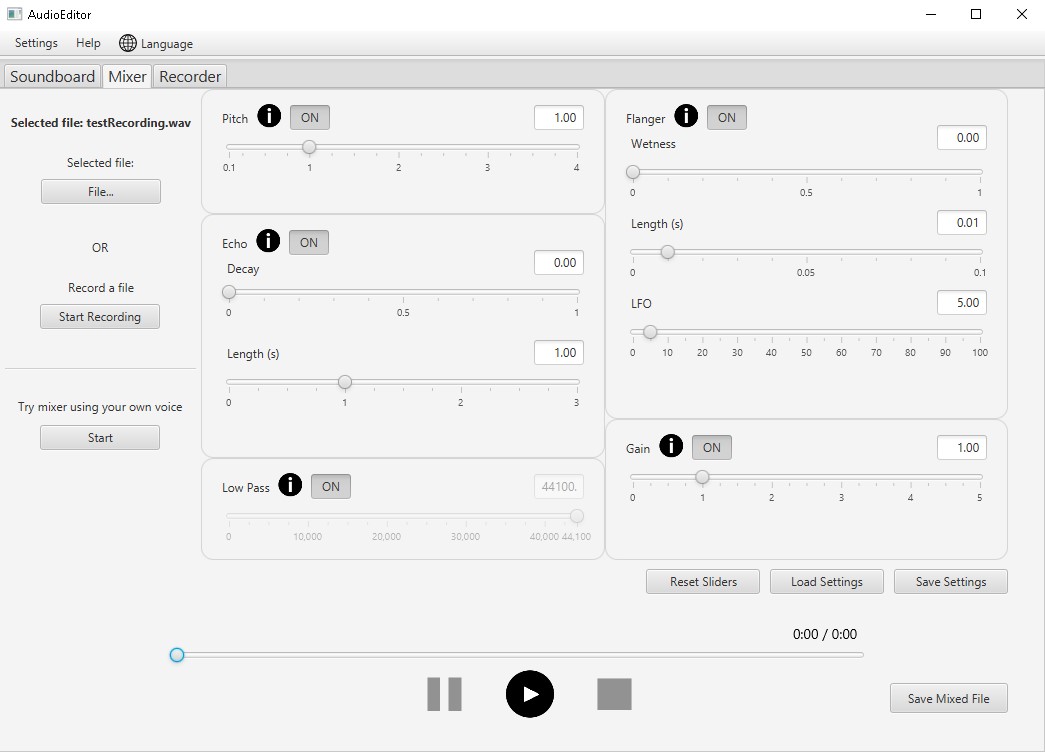 AudioEditor
Settings Help Language
Soundboard Mixer Recorder
Selected file: testRecording.wav
Selected file:
File...
OR
Record a file
Start Recording
Try mixer using your own voice
Start
Pitch i ON 1.00
0.1 1 2 3 4
Echo i ON
Decay 0.00
0 0.5 1
Length (s) 1.00
0 1 2 3
Low Pass i ON 44100.
0 10,000 20,000 30,000 40,000 44,100
Flanger i ON
Wetness 0.00
0 0.5 1
Length (s) 0.01
0 0.05 0.1
LFO 5.00
0 10 20 30 40 50 60 70 80 90 100
Gain i ON 1.00
0 1 2 3 4 5
Reset Sliders Load Settings Save Settings
0:00 / 0:00
Save Mixed File